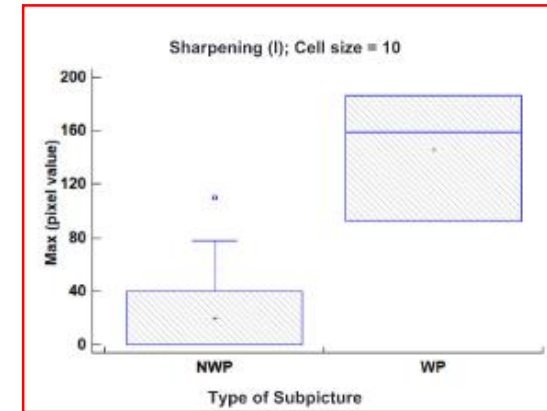 Sharpening (I); Cell size = 10
Max (pixel value)
200
160
120
80
40
0
NWP WP
Type of Subpicture